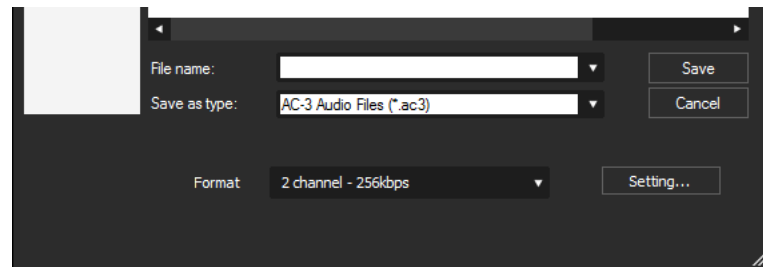 File name:
Save
Save as type:
AC-3 Audio Files (*.ac3)
Cancel
Format
2 channel - 256kbps
Setting...